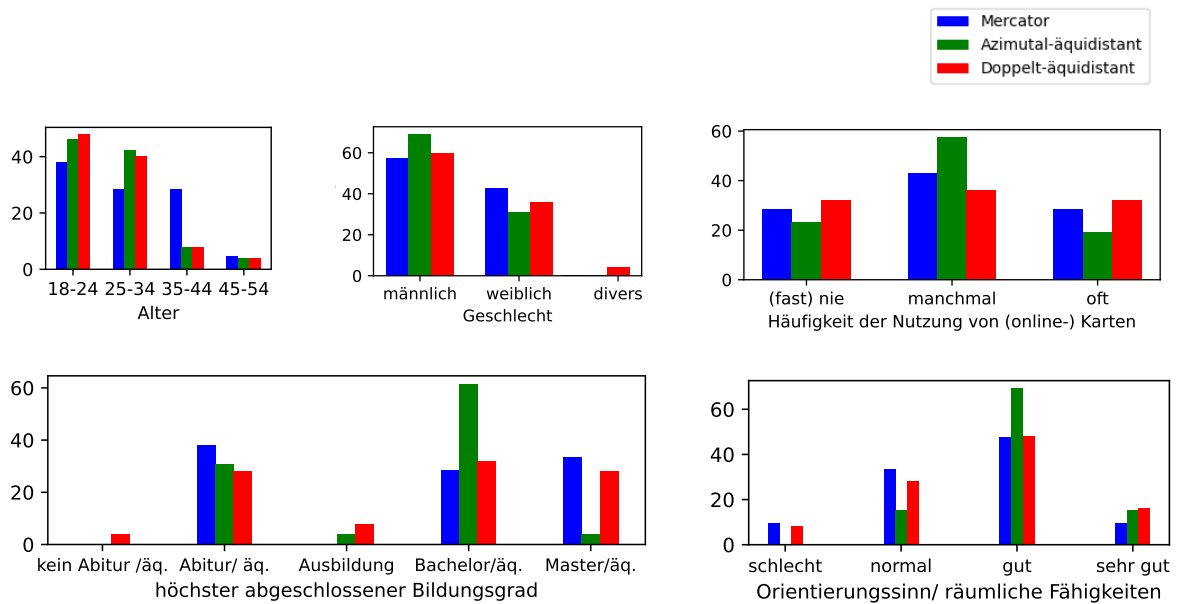 Mercator
Azimutal-äquidistant
Doppelt-äquidistant
40
20
0
18-24 25-34 35-44 45-54
Alter
60
40
20
0
männlich weiblich divers
Geschlecht
60
40
20
0
(fast) nie manchmal oft
Häufigkeit der Nutzung von (online-) Karten
60
40
20
0
kein Abitur /äq. Abitur/ äq. Ausbildung Bachelor/äq. Master/äq.
höchster abgeschlossener Bildungsgrad
60
40
20
0
schlecht normal gut sehr gut
Orientierungssinn/ räumliche Fähigkeiten